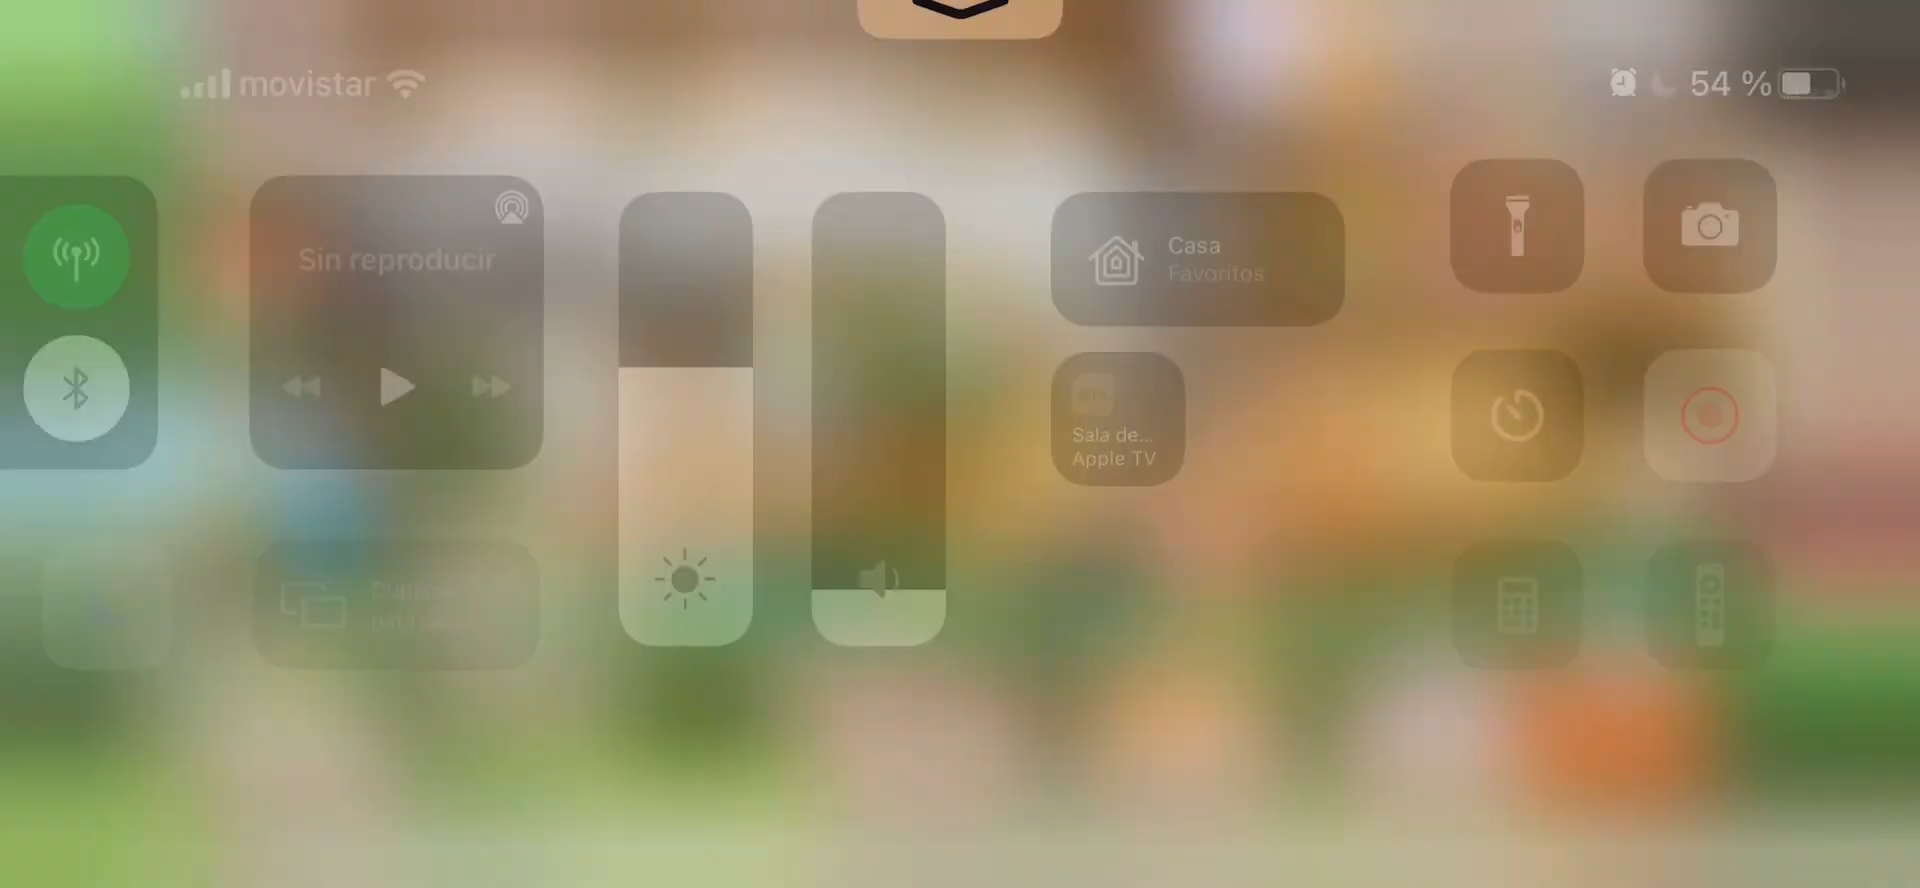 movistar
54 %
Sin reproducir
Casa
Favoritos
Sala de...
Apple TV